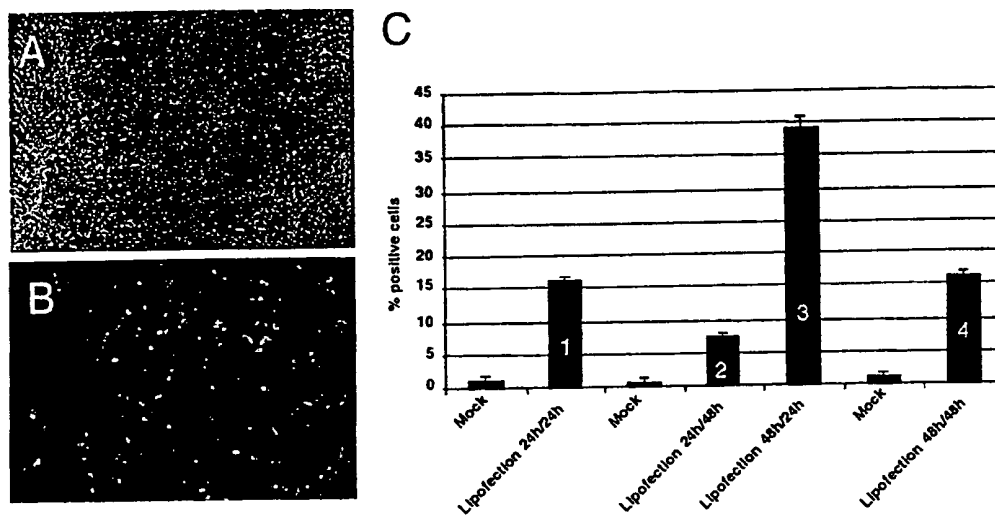 A
B
C
% positive cells
45
40
35
30
25
20
15
10
5
0
1
2
3
4
Mock
Lipofection 24h/24h
Mock
Lipofection 24h/48h
Lipofection 48h/24h
Mock
Lipofection 48h/48h